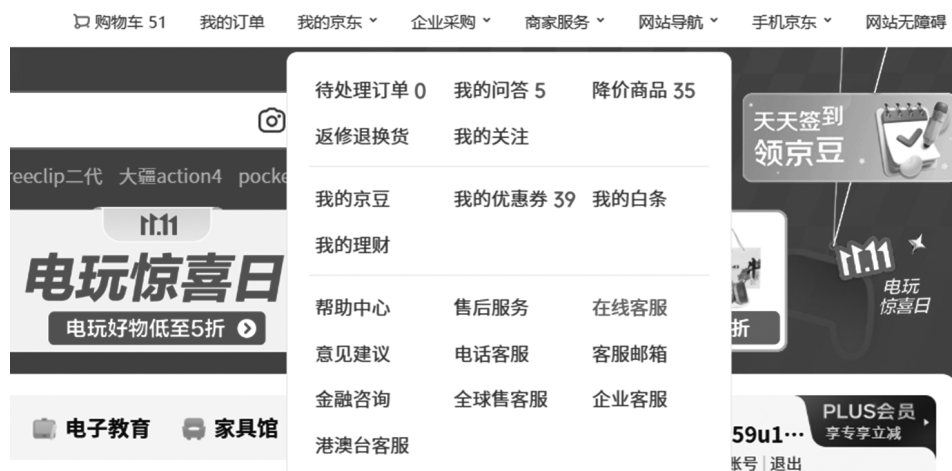 购物车 51 我的订单 我的京东 企业采购 商家服务 网站导航 手机京东 网站无障碍
待处理订单 0 我的问答 5 降价商品 35
返修退换货 我的关注
我的京豆 我的优惠券 39 我的白条
我的理财
帮助中心 售后服务 在线客服
意见建议 电话客服 客服邮箱
金融咨询 全球售客服 企业客服
港澳台客服
reeclip二代 大疆action4 pocke
11.11
电玩惊喜日
电玩好物低至5折
电子教育 家具馆
天天签到
领京豆
11.11
电玩
惊喜日
折
PLUS会员
享专享立减
59u1···
账号 | 退出